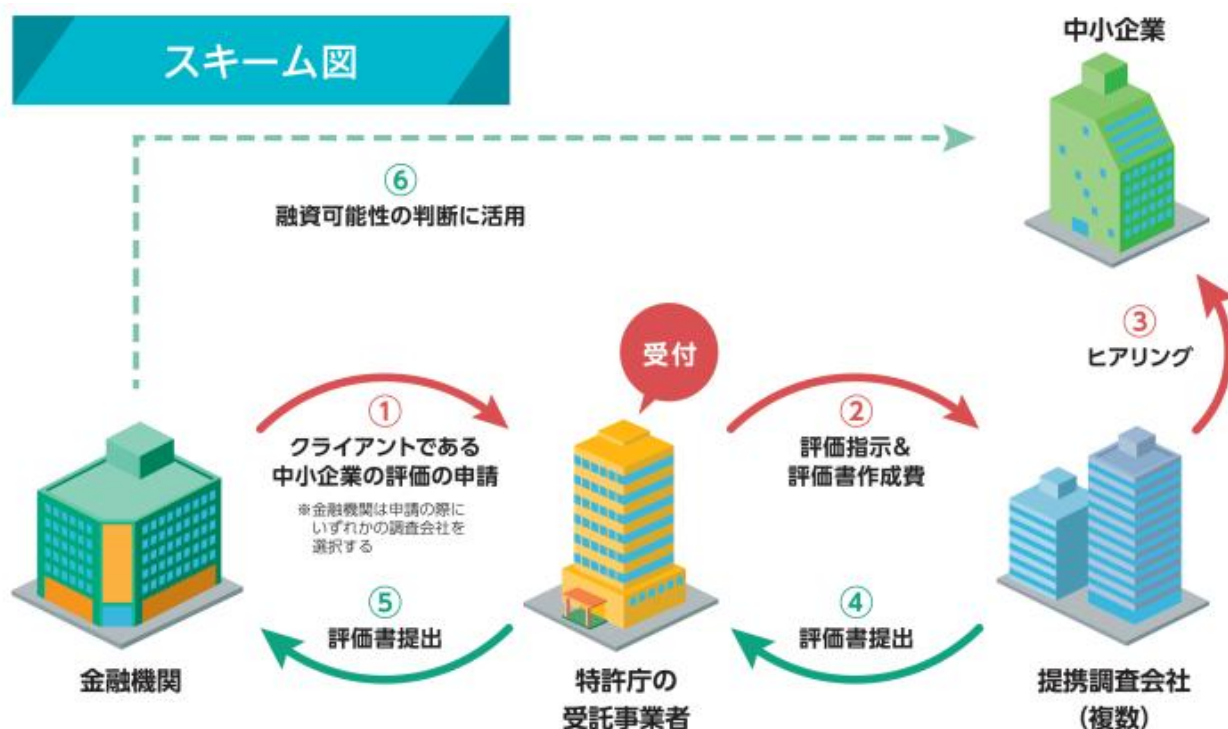 スキーム図
中小企業
⑥
融資可能性の判断に活用
受付
③
ヒアリング
①
クライアントである
中小企業の評価の申請
※金融機関は申請の際に
いずれかの調査会社を
選択する
②
評価指示&
評価書作成費
⑤
評価書提出
④
評価書提出
金融機関
特許庁の
受託事業者
提携調査会社
（複数）